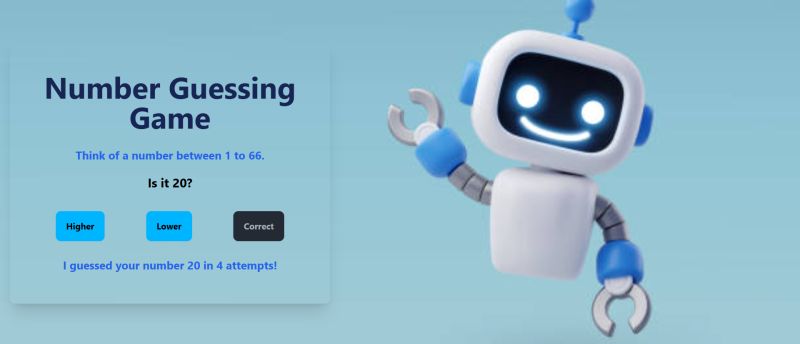 Number Guessing
Game
Think of a number between 1 to 66.
Is it 20?
Higher Lower Correct
I guessed your number 20 in 4 attempts!